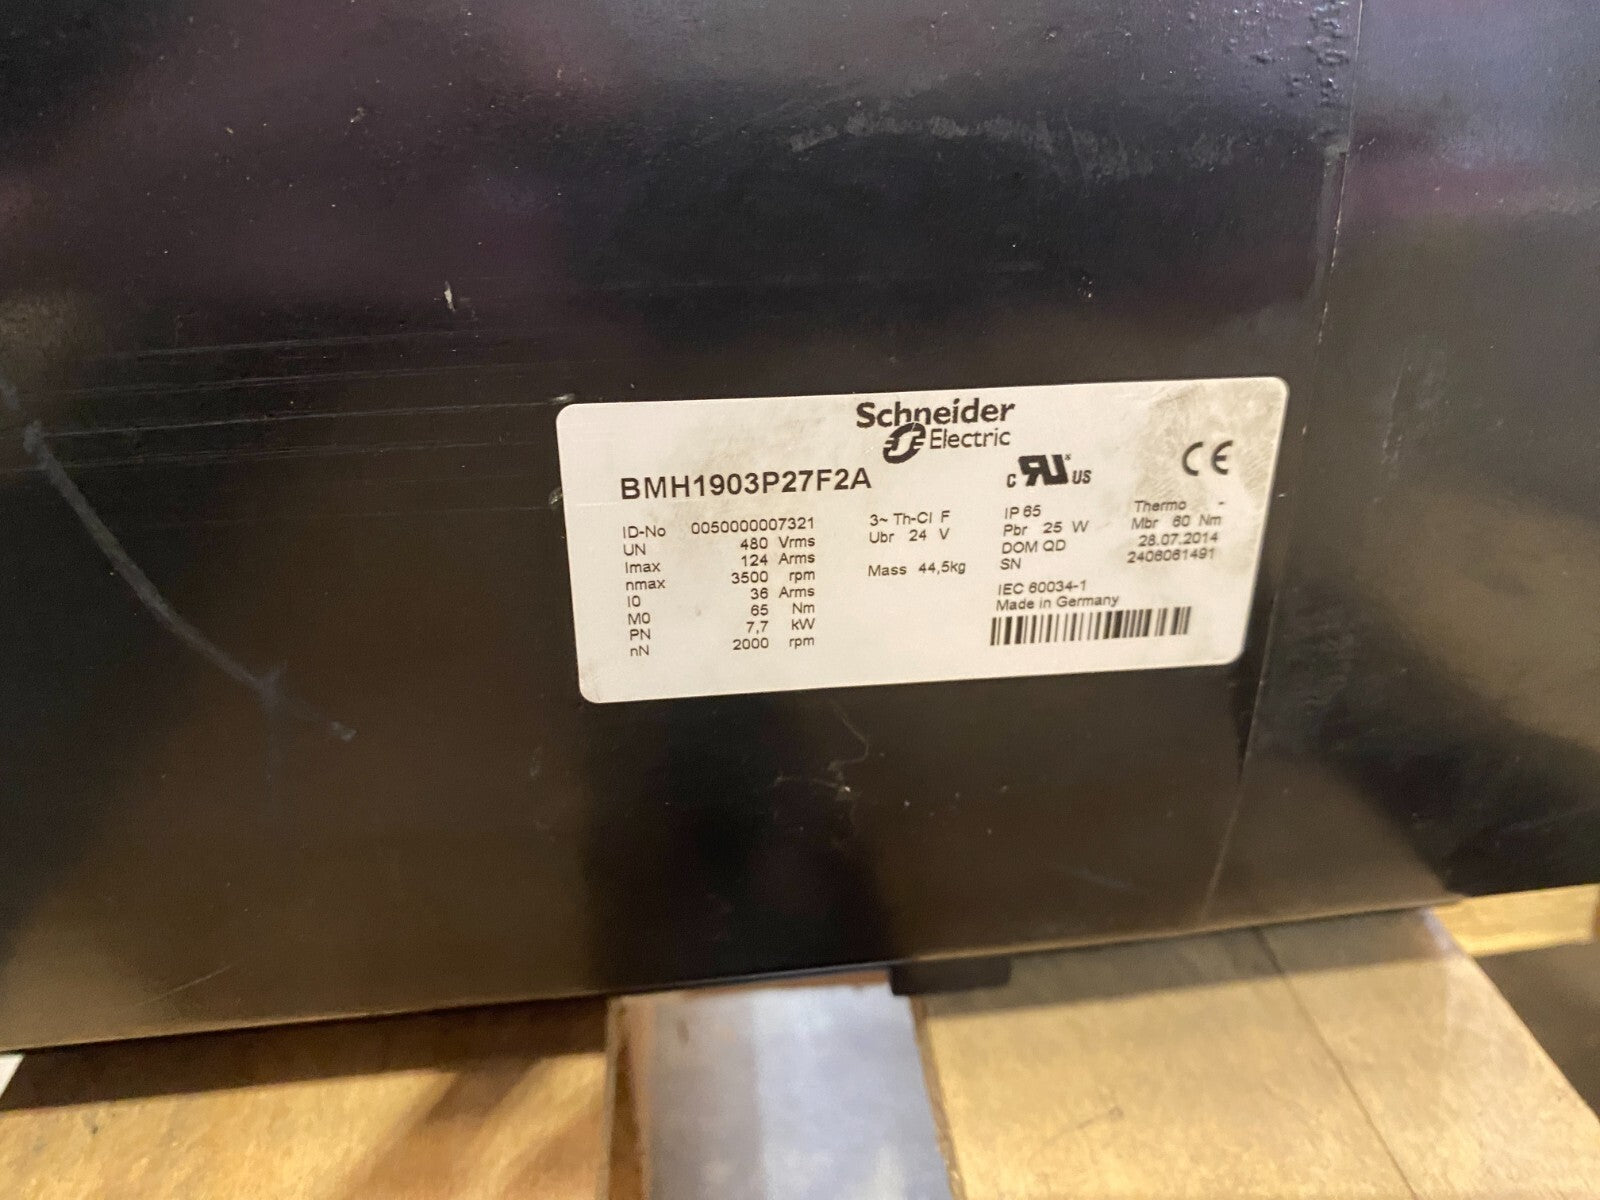 Schneider
Electric
BMH1903P27F2A
c RU US CE
ID-No 0050000007321 3~ Th-Cl F IP 65 Thermo -
UN 480 Vrms Ubr 24 V Pbr 25 W Mbr 60 Nm
Imax 124 Arms DOM QD 28.07.2014
nmax 3500 rpm Mass 44,5kg SN 2406061491
I0 36 Arms IEC 60034-1
M0 65 Nm Made in Germany
PN 7,7 kW
nN 2000 rpm